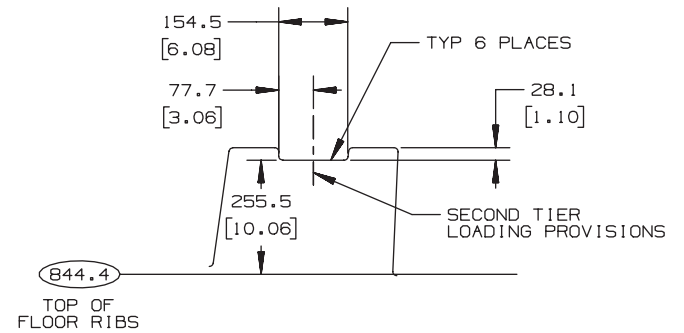 154.5
[6.08]
TYP 6 PLACES
77.7
[3.06]
28.1
[1.10]
255.5
[10.06]
SECOND TIER
LOADING PROVISIONS
844.4
TOP OF
FLOOR RIBS